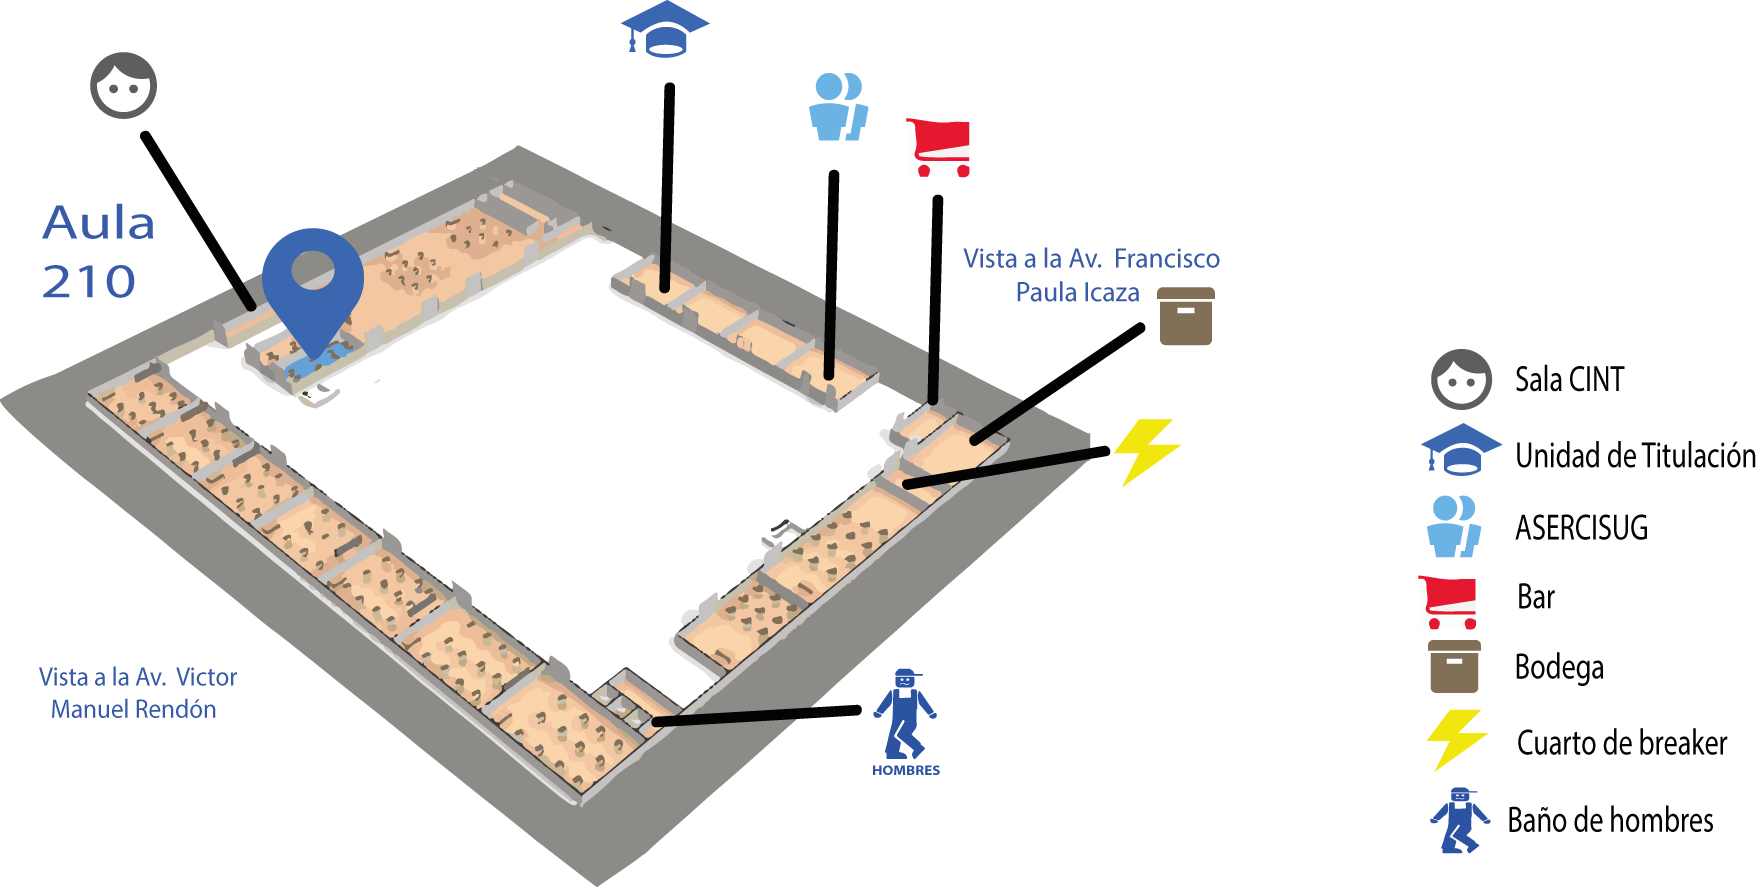 Aula
210
Vista a la Av. Francisco
Paula Icaza
Vista a la Av. Victor
Manuel Rendón
HOMBRES
Sala CINT
Unidad de Titulación
ASERCISUG
Bar
Bodega
Cuarto de breaker
Baño de hombres